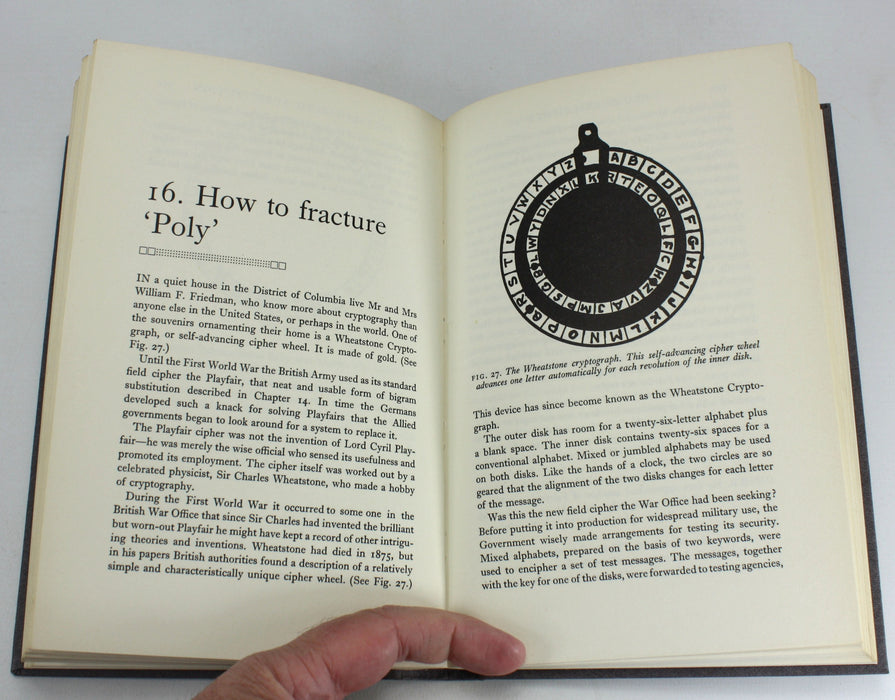 16. How to fracture
‘Poly’
IN a quiet house in the District of Columbia live Mr and Mrs
William F. Friedman, who know more about cryptography than
anyone else in the United States, or perhaps in the world. One of
the souvenirs ornamenting their home is a Wheatstone Crypto-
graph, or self-advancing cipher wheel. It is made of gold. (See
Fig. 27.)
Until the First World War the British Army used as its standard
field cipher the Playfair, that neat and usable form of bigram
substitution described in Chapter 14. In time the Germans
developed such a knack for solving Playfairs that the Allied
governments began to look around for a system to replace it.
The Playfair cipher was not the invention of Lord Cyril Play-
fair—he was merely the wise official who sensed its usefulness and
promoted its employment. The cipher itself was worked out by a
celebrated physicist, Sir Charles Wheatstone, who made a hobby
of cryptography.
During the First World War it occurred to some one in the
British War Office that since Sir Charles had invented the brilliant
but worn-out Playfair he might have kept a record of other intrigu-
ing theories and inventions. Wheatstone had died in 1875, but
in his papers British authorities found a description of a relatively
simple and characteristically unique cipher wheel. (See Fig. 27.)
A B C D E F G H I J K L M N O P Q R S T U V W X Y Z
FIG. 27. The Wheatstone cryptograph. This self-advancing cipher wheel
advances one letter automatically for each revolution of the inner disk.
This device has since become known as the Wheatstone Crypto-
graph.
The outer disk has room for a twenty-six-letter alphabet plus
a blank space. The inner disk contains twenty-six spaces for a
conventional alphabet. Mixed or jumbled alphabets may be used
on both disks. Like the hands of a clock, the two circles are so
geared that the alignment of the two disks changes for each letter
of the message.
Was this the new field cipher the War Office had been seeking?
Before putting it into production for widespread military use, the
Government wisely made arrangements for testing its security.
Mixed alphabets, prepared on the basis of two keywords, were
used to encipher a set of test messages. The messages, together
with the key for one of the disks, were forwarded to testing agencies,